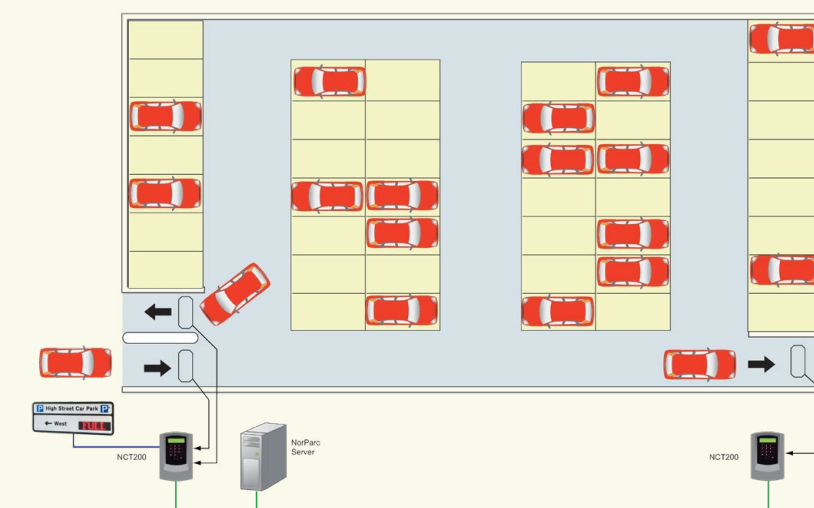 P High Street Car Park P
← West FULL
NCT200
NorParc
Server
NCT200